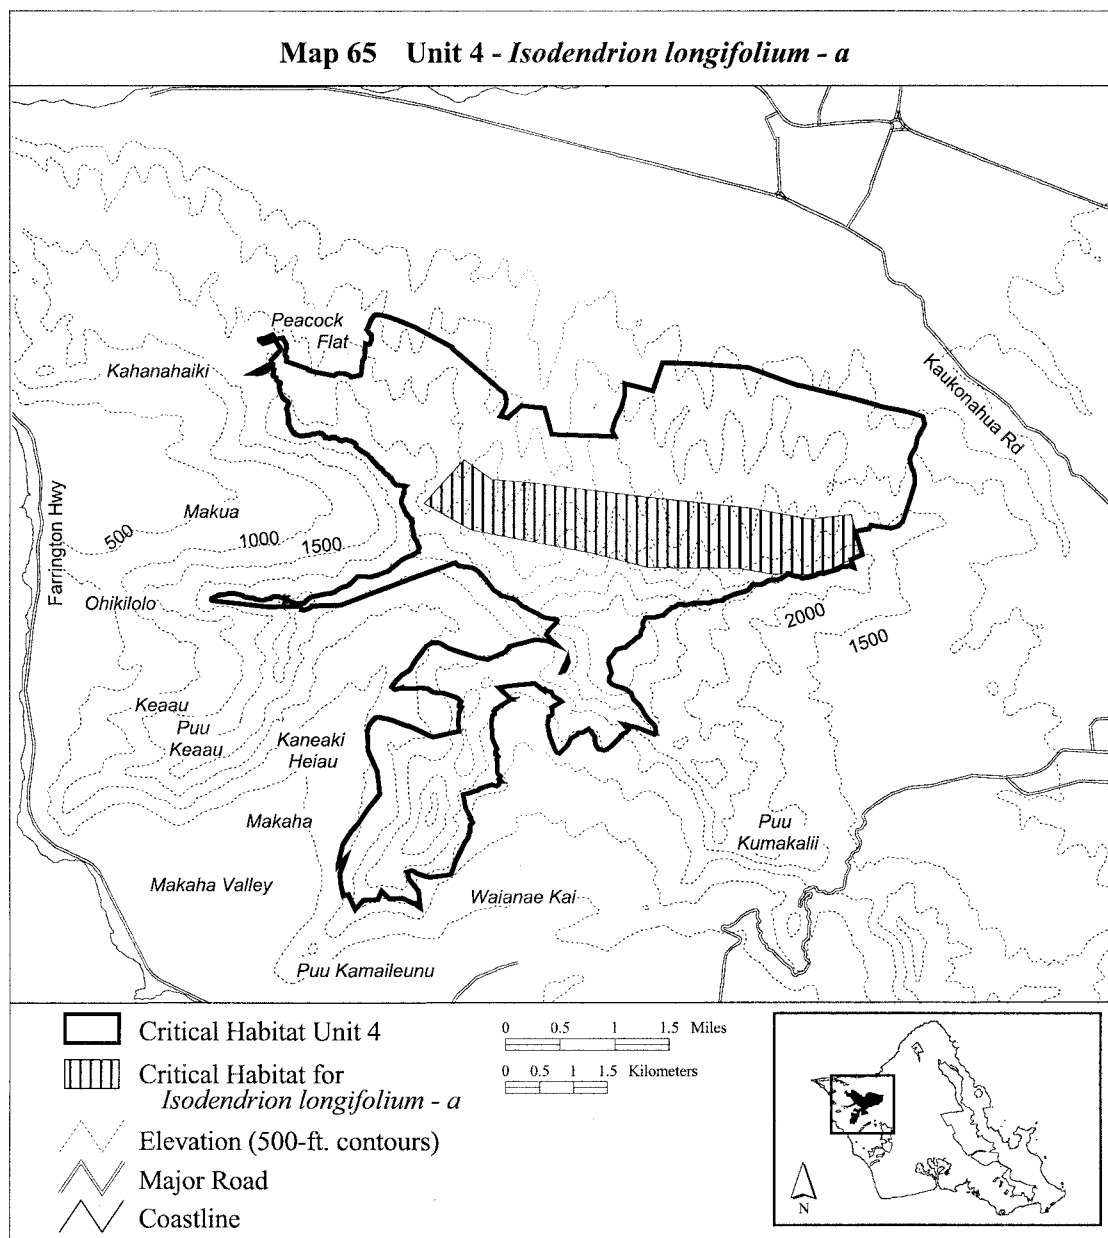 Map 65 Unit 4 - Isodendrion longifolium - a
Peacock
Flat
Kahanahaiki
Kaukonahua Rd
Farrington Hwy
Makua
500
1000
1500
Ohikilolo
2000
1500
Keaau
Puu
Keaau
Kaneaki
Heiau
Makaha
Puu
Kumakalii
Makaha Valley
Waianae Kai
Puu Kamaileunu
Critical Habitat Unit 4
Critical Habitat for
Isodendrion longifolium - a
Elevation (500-ft. contours)
Major Road
Coastline
0 0.5 1 1.5 Miles
0 0.5 1 1.5 Kilometers
N